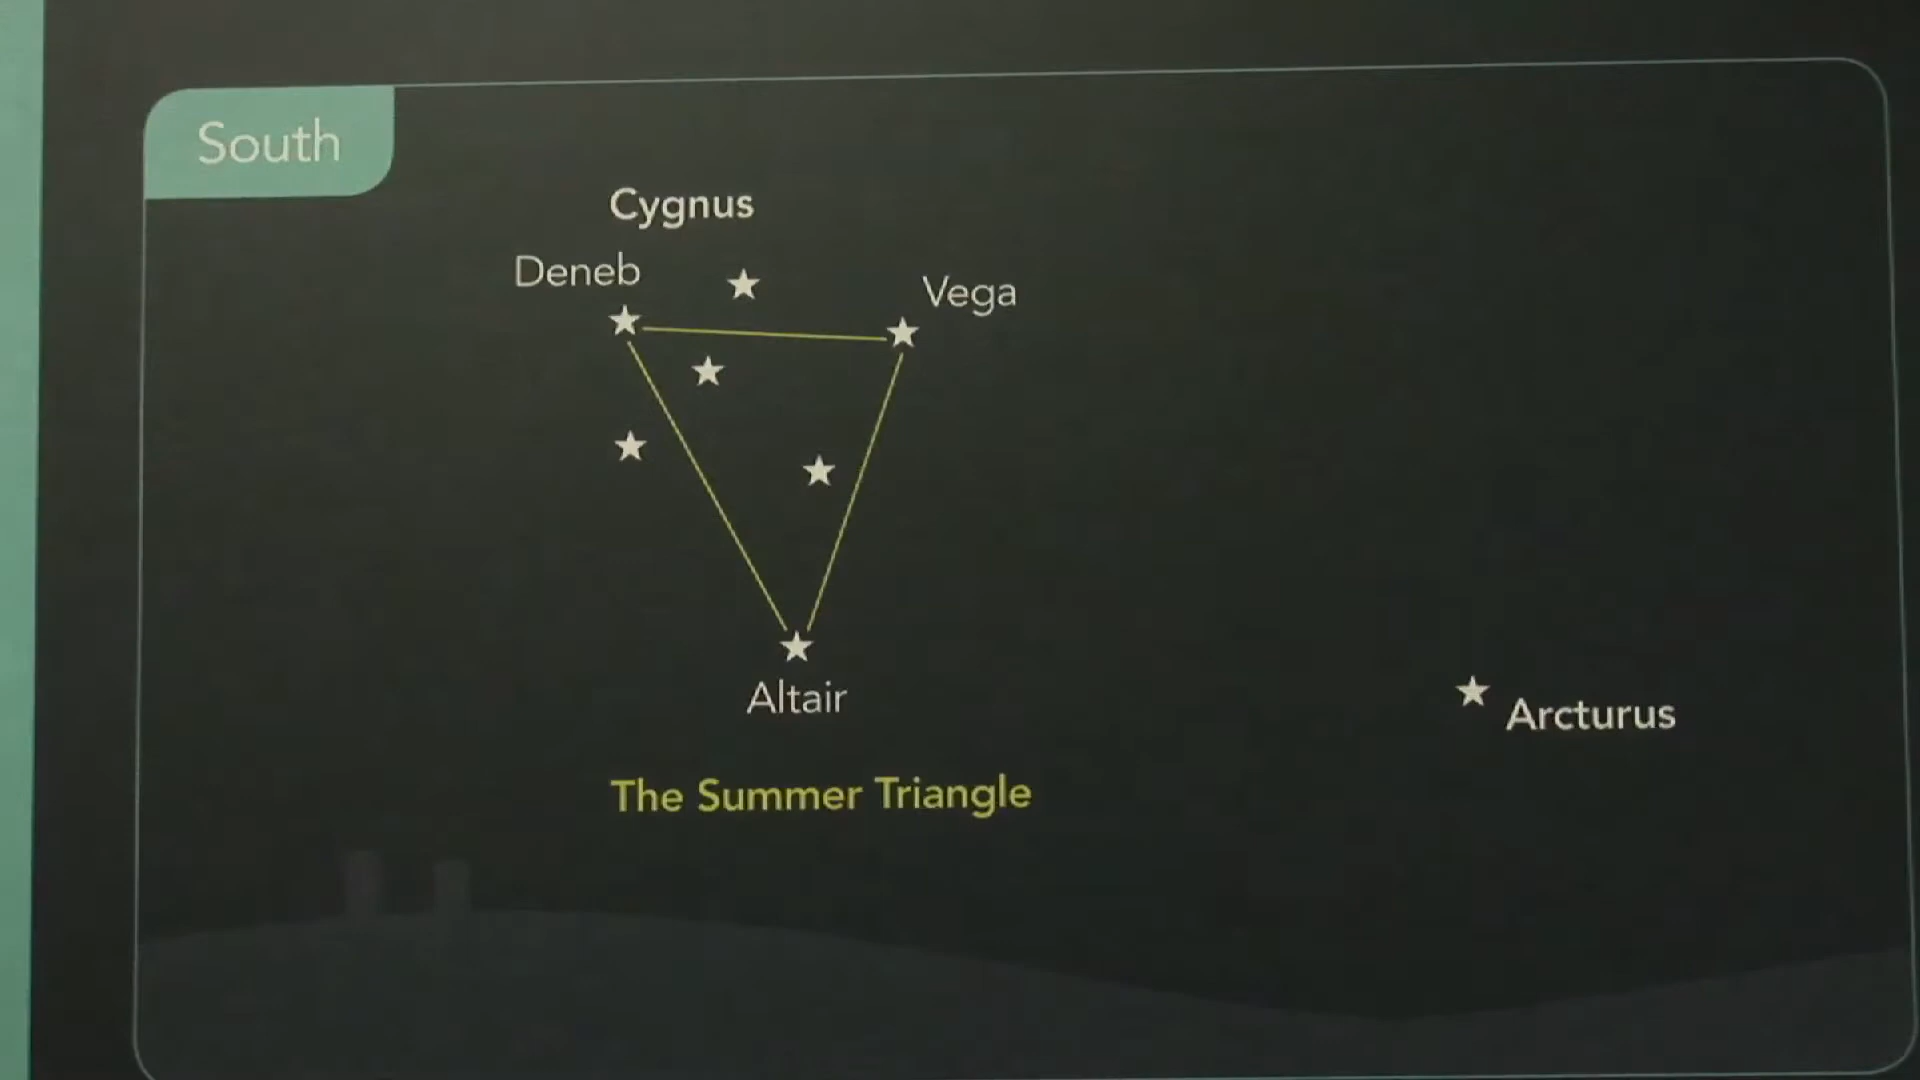 South
Cygnus
Deneb
Vega
Altair
Arcturus
The Summer Triangle